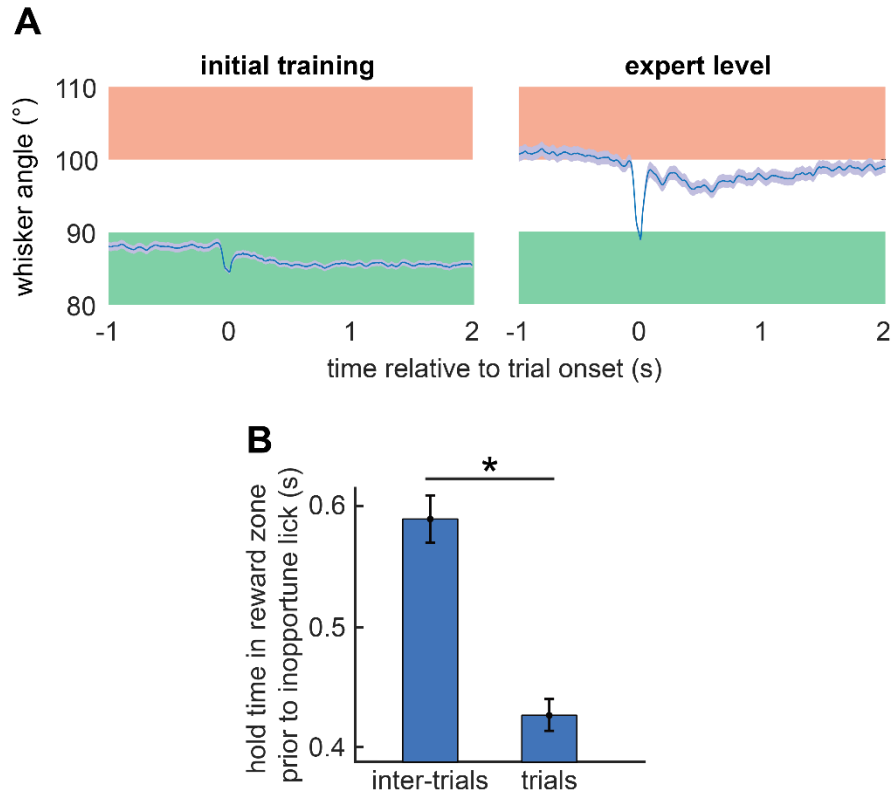 A
initial training
expert level
whisker angle (°)
110
100
90
80
-1
0
1
2
-1
0
1
2
time relative to trial onset (s)
B
hold time in reward zone
prior to inopportune lick (s)
*
0.6
0.5
0.4
inter-trials
trials